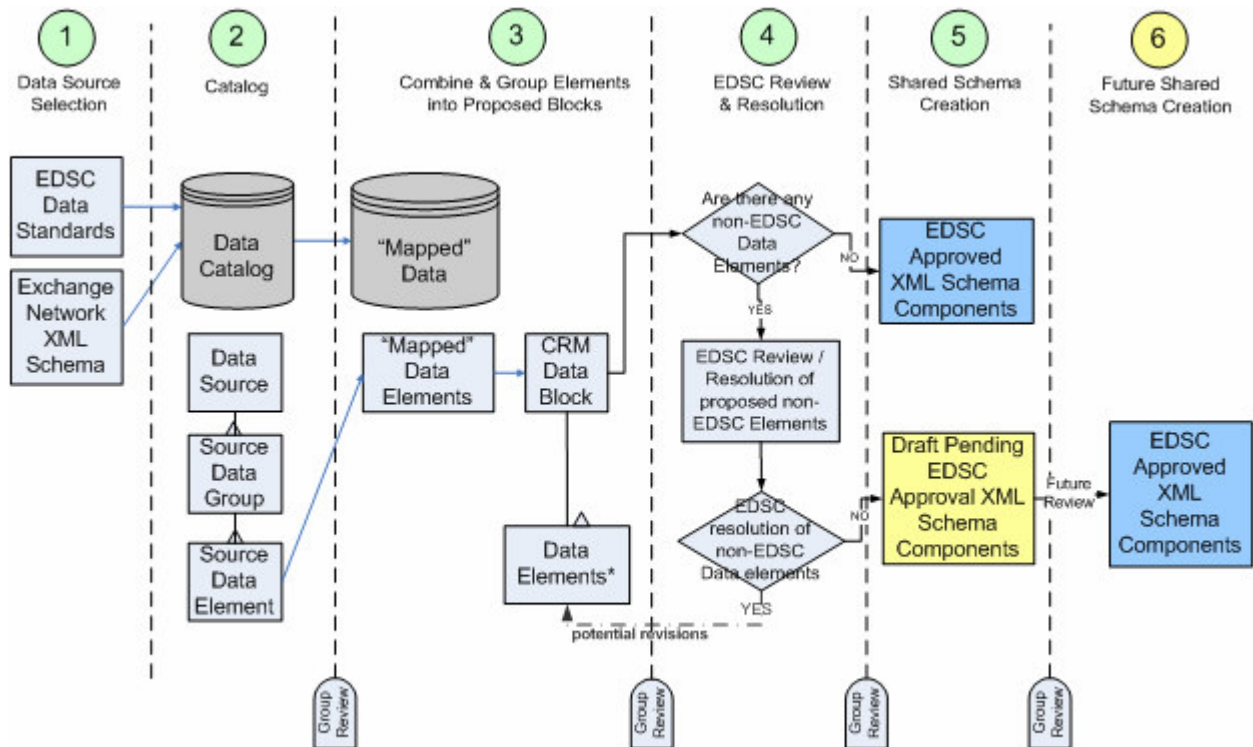 1
Data Source
Selection
2
Catalog
3
Combine & Group Elements
into Proposed Blocks
4
EDSC Review
& Resolution
5
Shared Schema
Creation
6
Future Shared
Schema Creation
EDSC
Data
Standards
Exchange
Network
XML
Schema
Data
Catalog
Data
Source
Source
Data
Group
Source
Data
Element
“Mapped”
Data
“Mapped”
Data
Elements
CRM
Data
Block
Data
Elements*
Are there any
non-EDSC
Data
Elements?
NO
YES
EDSC Review /
Resolution of
proposed non-
EDSC Elements
EDSC
resolution of
non-EDSC
Data elements
NO
YES
potential revisions
EDSC
Approved
XML Schema
Components
Draft Pending
EDSC
Approval XML
Schema
Components
Future
Review
EDSC
Approved
XML
Schema
Components
Group
Review
Group
Review
Group
Review
Group
Review